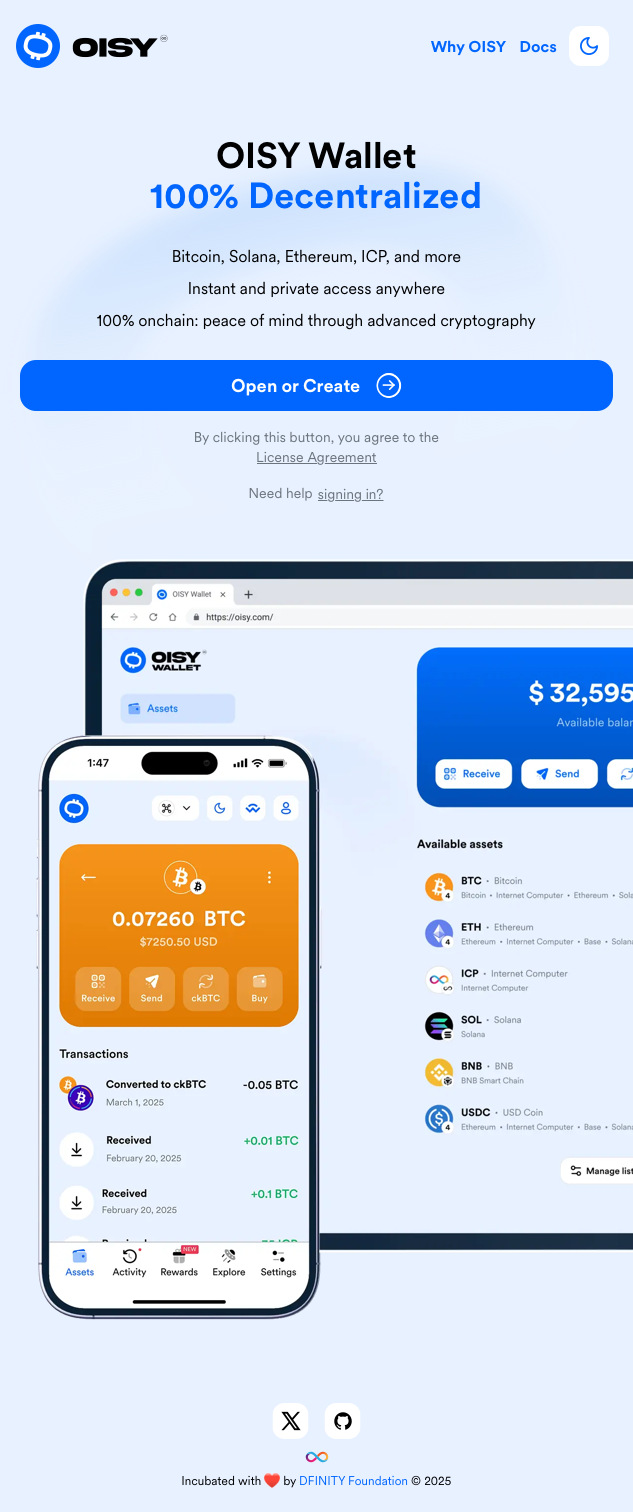 OISY
Why OISY
Docs
OISY Wallet
100% Decentralized
Bitcoin, Solana, Ethereum, ICP, and more
Instant and private access anywhere
100% onchain: peace of mind through advanced cryptography
Open or Create
By clicking this button, you agree to the
License Agreement
Need help signing in?
OISY Wallet
https://oisy.com/
OISY
WALLET
Assets
$ 32,595
Available balan
Receive
Send
Available assets
BTC • Bitcoin
Bitcoin • Internet Computer • Ethereum • Sola
ETH • Ethereum
Ethereum • Internet Computer • Base • Solana
ICP • Internet Computer
Internet Computer
SOL • Solana
Solana
BNB • BNB
BNB Smart Chain
USDC • USD Coin
Ethereum • Internet Computer • Base • Solana
Manage list
1:47
0.07260 BTC
$7250.50 USD
Receive
Send
ckBTC
Buy
Transactions
Converted to ckBTC
-0.05 BTC
March 1, 2025
Received
+0.01 BTC
February 20, 2025
Received
+0.1 BTC
February 20, 2025
NEW
Assets
Activity
Rewards
Explore
Settings
Incubated with ❤️ by DFINITY Foundation © 2025